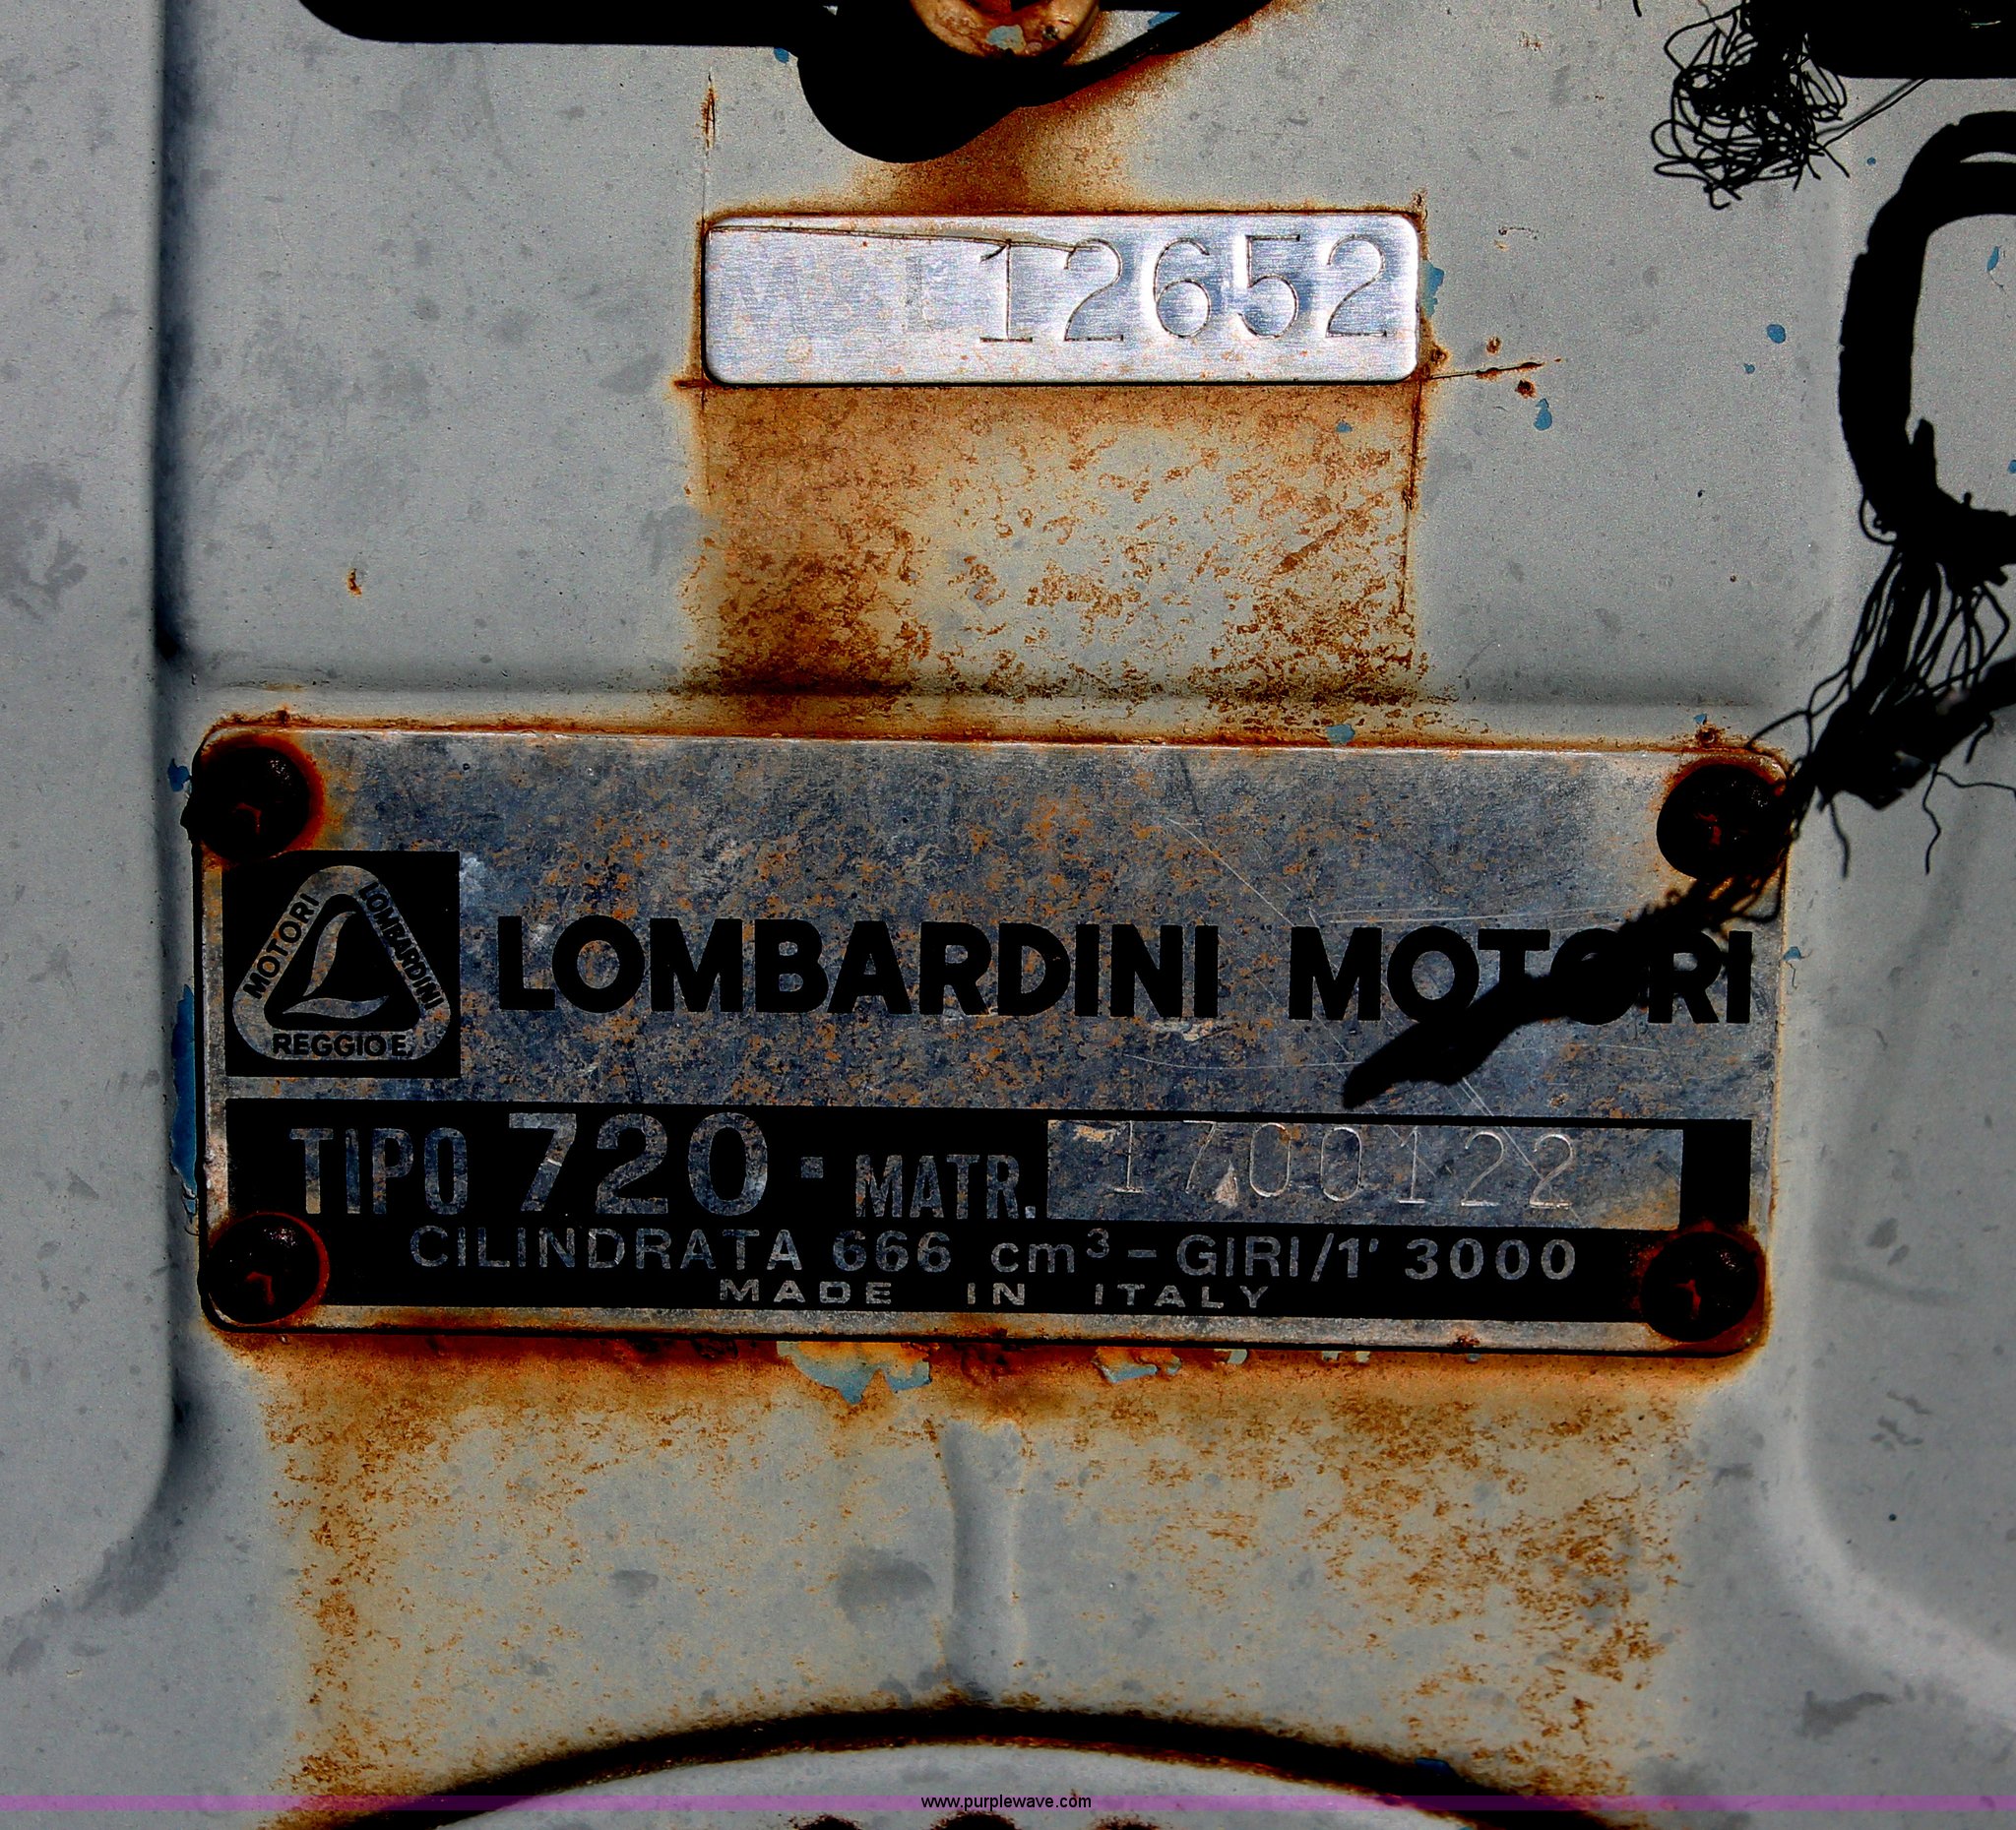 12652
MOTORI LOMBARDINI
REGGIO E.
LOMBARDINI MOTORI
TIPO 720 - MATR. 1700122
CILINDRATA 666 cm³ - GIRI/1' 3000
MADE IN ITALY
www.purplewave.com